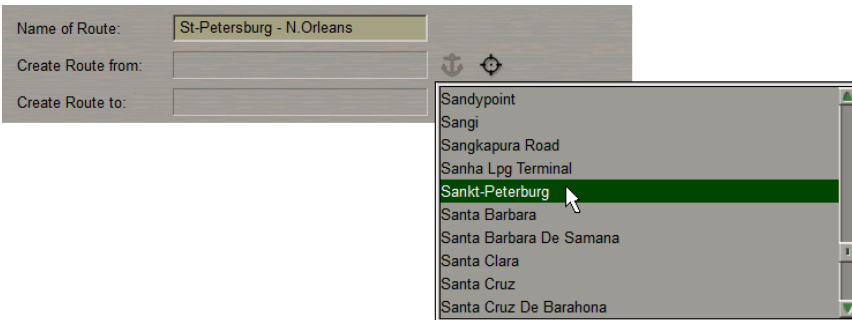 Name of Route: St-Petersburg - N.Orleans
Create Route from:
Create Route to:
Sandypoint
Sangi
Sangkapura Road
Sanha Lpg Terminal
Sankt-Peterburg
Santa Barbara
Santa Barbara De Samana
Santa Clara
Santa Cruz
Santa Cruz De Barahona